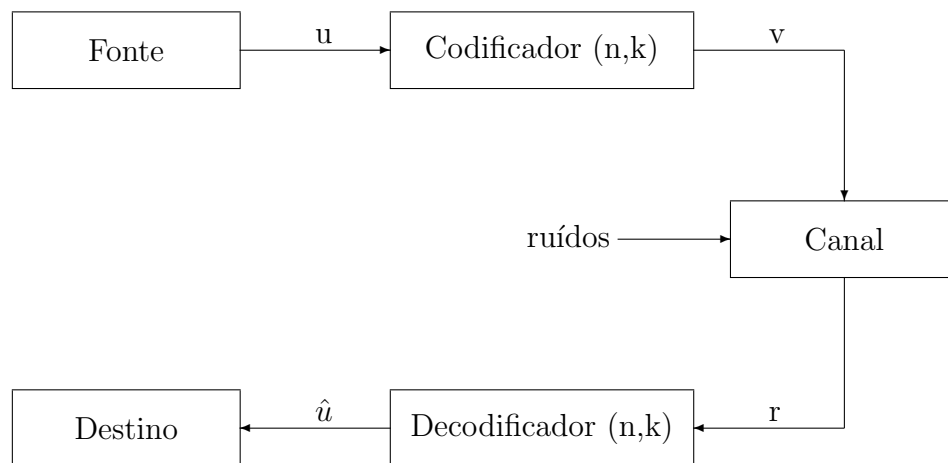 Fonte
u
Codificador (n,k)
v
ruídos
Canal
Destino
û
Decodificador (n,k)
r